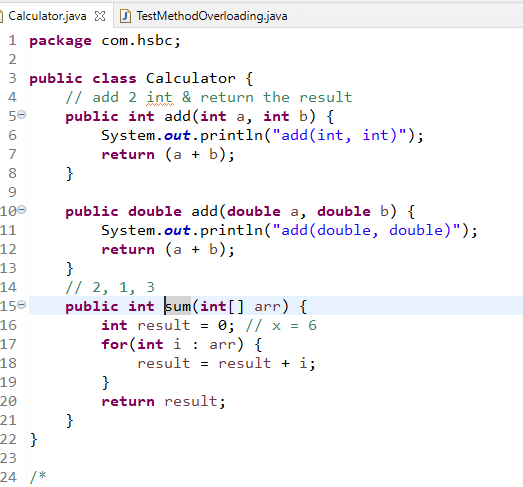 Calculator.java TestMethodOverloading.java
1 package com.hsbc;
2
3 public class Calculator {
4     // add 2 int & return the result
5     public int add(int a, int b) {
6         System.out.println("add(int, int)");
7         return (a + b);
8     }
9
10     public double add(double a, double b) {
11         System.out.println("add(double, double)");
12         return (a + b);
13     }
14     // 2, 1, 3
15     public int sum(int[] arr) {
16         int result = 0; // x = 6
17         for(int i : arr) {
18             result = result + i;
19         }
20         return result;
21     }
22 }
23
24 /*